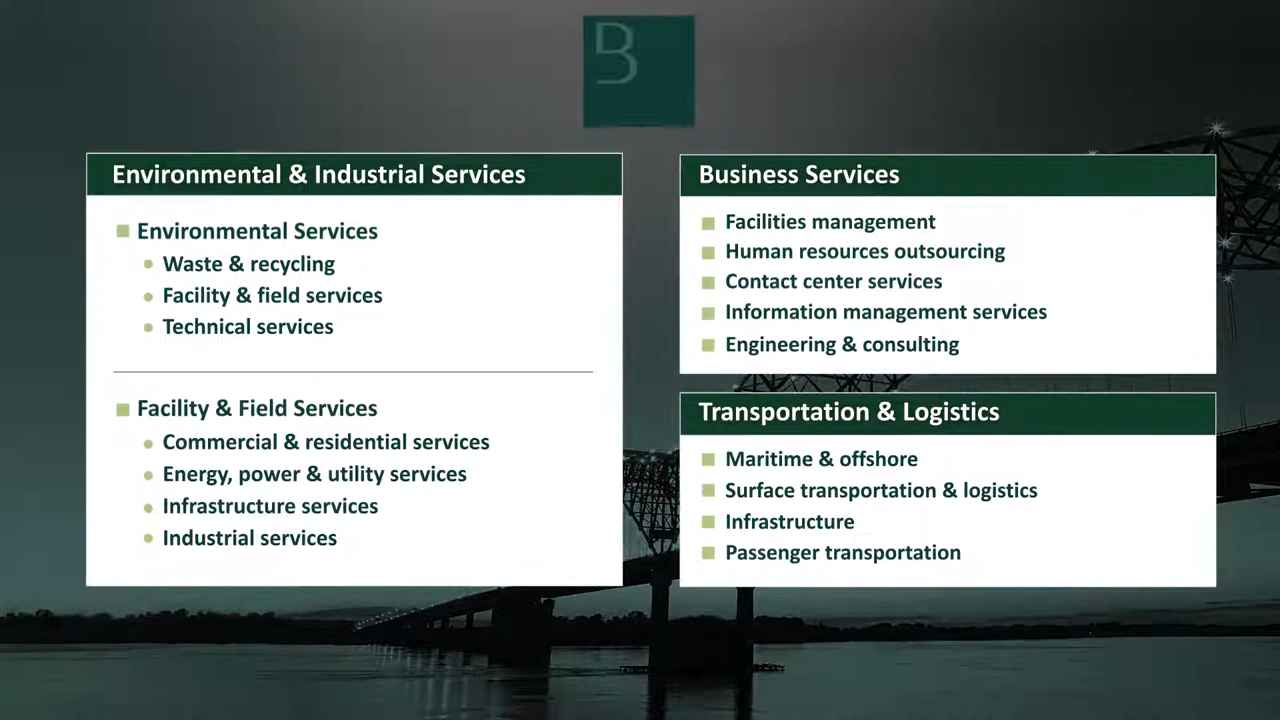 B
Environmental & Industrial Services
Environmental Services
Waste & recycling
Facility & field services
Technical services
Facility & Field Services
Commercial & residential services
Energy, power & utility services
Infrastructure services
Industrial services
Business Services
Facilities management
Human resources outsourcing
Contact center services
Information management services
Engineering & consulting
Transportation & Logistics
Maritime & offshore
Surface transportation & logistics
Infrastructure
Passenger transportation